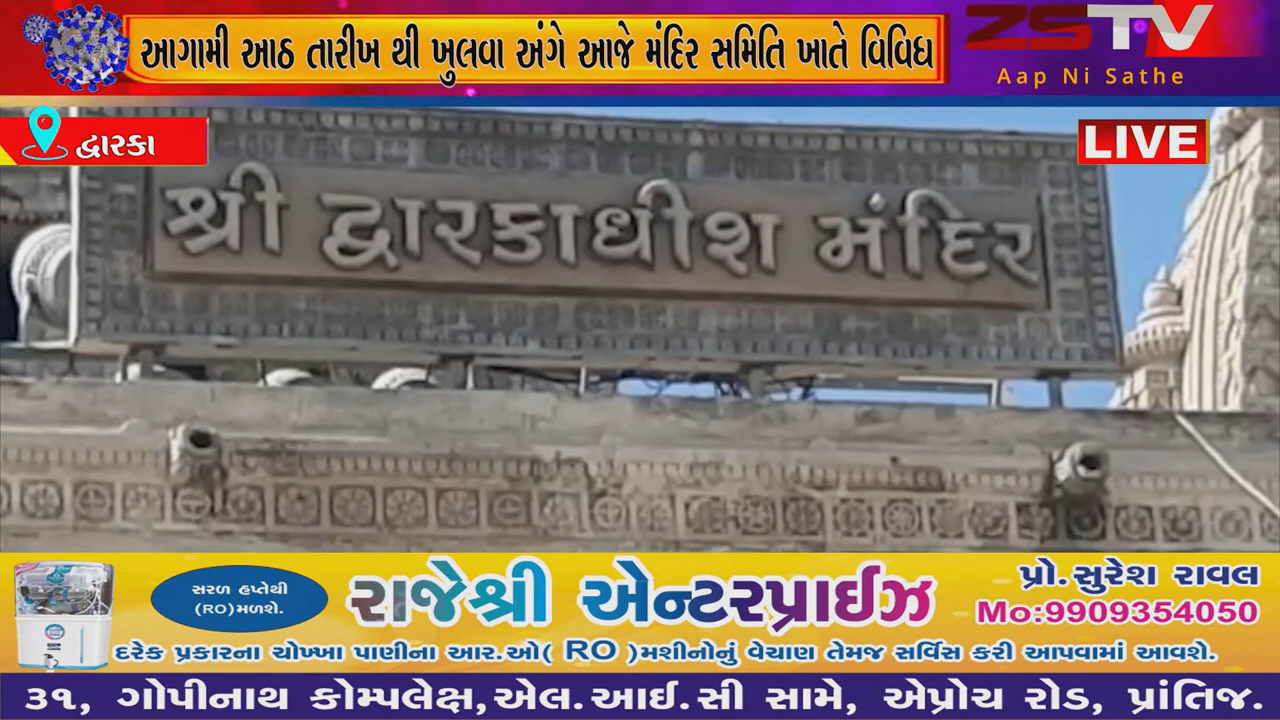 આગામી આઠ તારીખ થી ખુલવા અંગે આજે મંદિર સમિતિ ખાતે વિવિધ
ZSTV
Aap Ni Sathe
દ્વારકા
LIVE
શ્રી દ્વારકાધીશ મંદિર
સરળ હપ્તેથી
(RO)મળશે.
રાજેશ્રી એન્ટરપ્રાઈઝ
પ્રો.સુરેશ રાવલ
Mo:9909354050
દરેક પ્રકારના ચોખ્ખા પાણીના આર.ઓ( RO )મશીનોનું વેચાણ તેમજ સર્વિસ કરી આપવામાં આવશે.
૩૧, ગોપીનાથ કોમ્પલેક્ષ,એલ.આઈ.સી સામે, એપ્રોચ રોડ, પ્રાંતિજ.